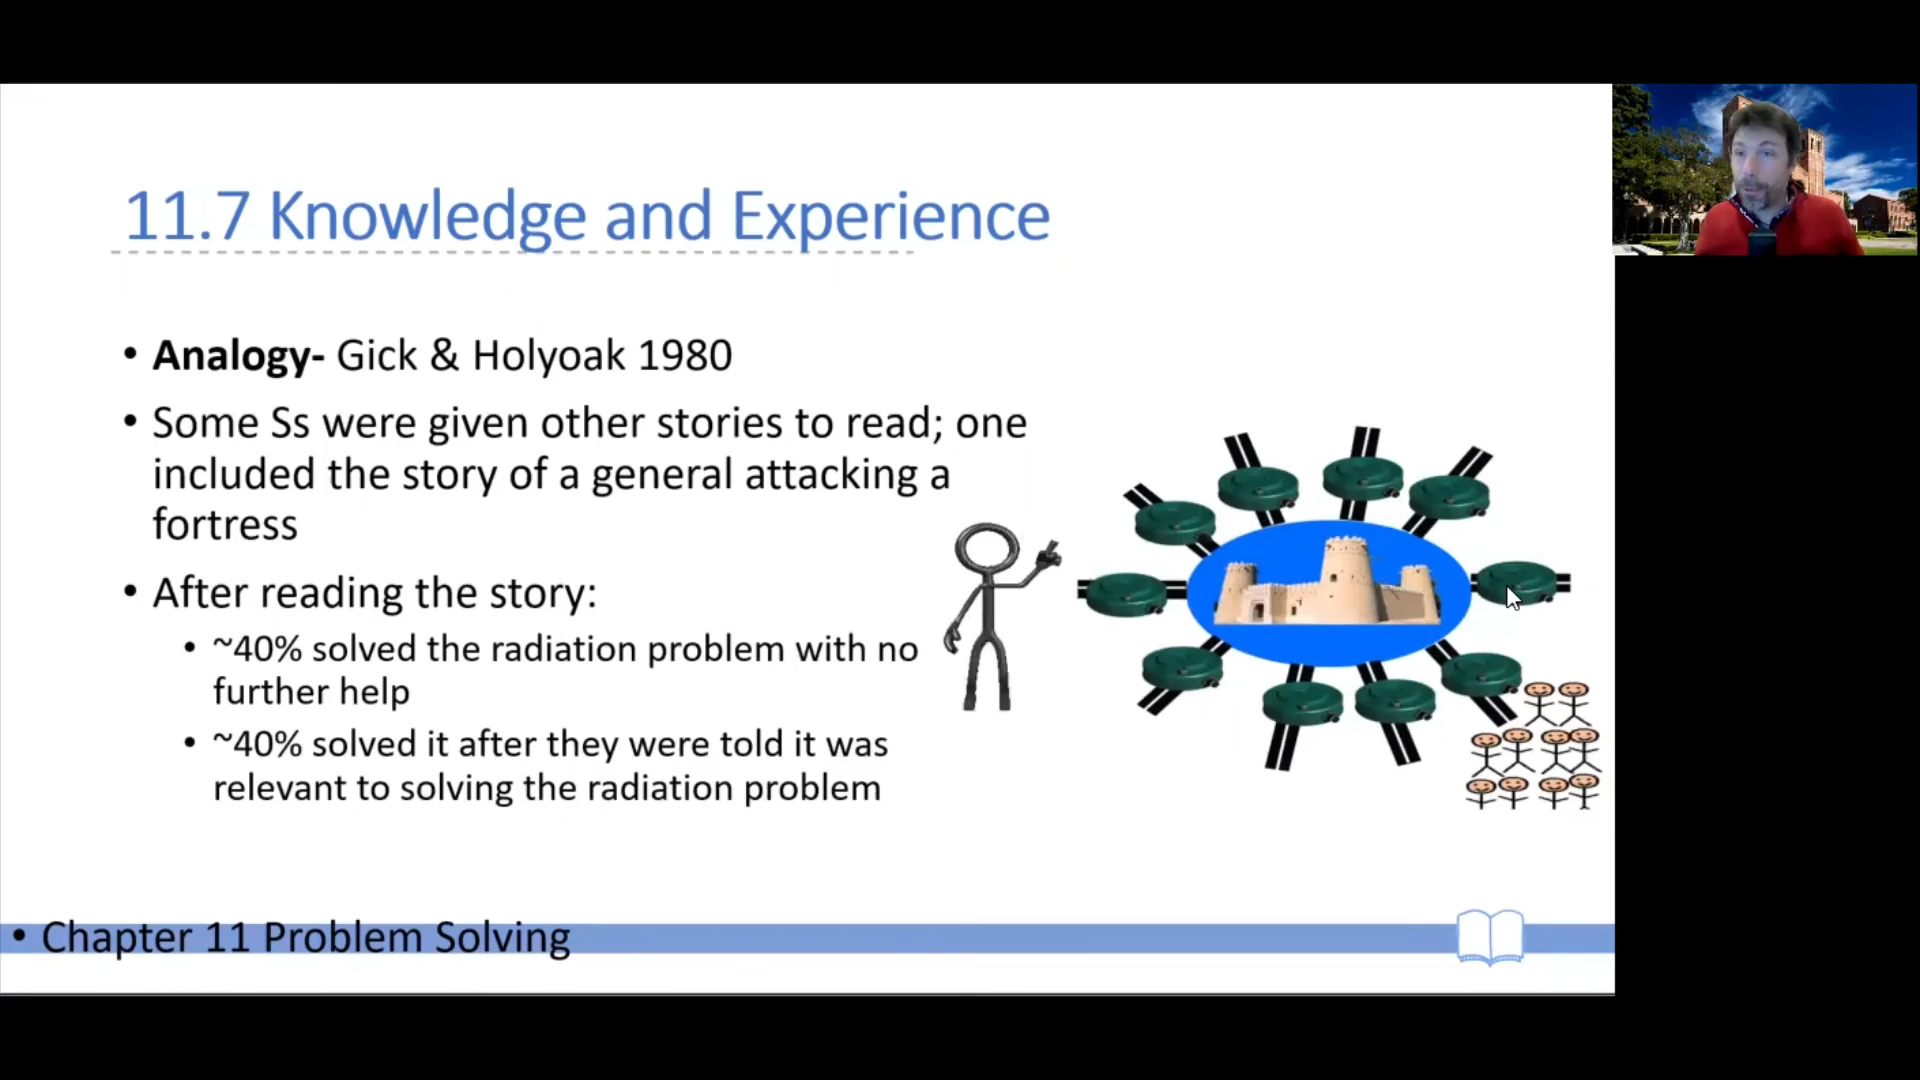 11.7 Knowledge and Experience
• Analogy- Gick & Holyoak 1980
• Some Ss were given other stories to read; one
included the story of a general attacking a
fortress
• After reading the story:
• ~40% solved the radiation problem with no
further help
• ~40% solved it after they were told it was
relevant to solving the radiation problem
• Chapter 11 Problem Solving